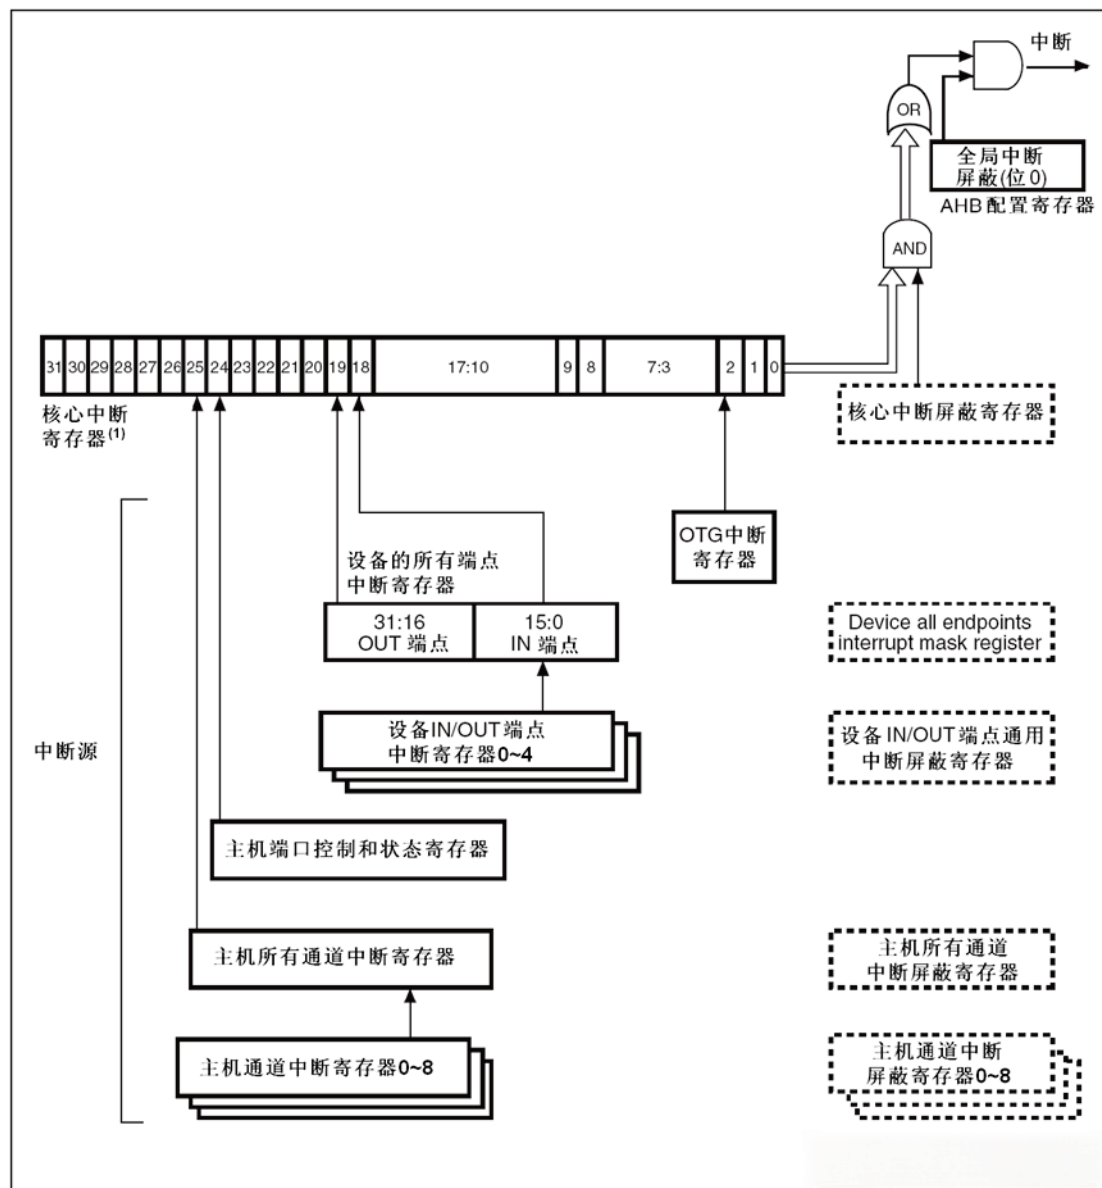 中断
OR
全局中断
屏蔽(位0)
AHB配置寄存器
AND
31 30 29 28 27 26 25 24 23 22 21 20 19 18 17:10 9 8 7:3 2 1 0
核心中断
寄存器(1)
核心中断屏蔽寄存器
OTG中断
寄存器
设备的所有端点
中断寄存器
31:16
OUT 端点
15:0
IN 端点
Device all endpoints
interrupt mask register
设备IN/OUT端点
中断寄存器0~4
设备IN/OUT端点通用
中断屏蔽寄存器
中断源
主机端口控制和状态寄存器
主机所有通道中断寄存器
主机所有通道
中断屏蔽寄存器
主机通道中断寄存器0~8
主机通道中断
屏蔽寄存器0~8